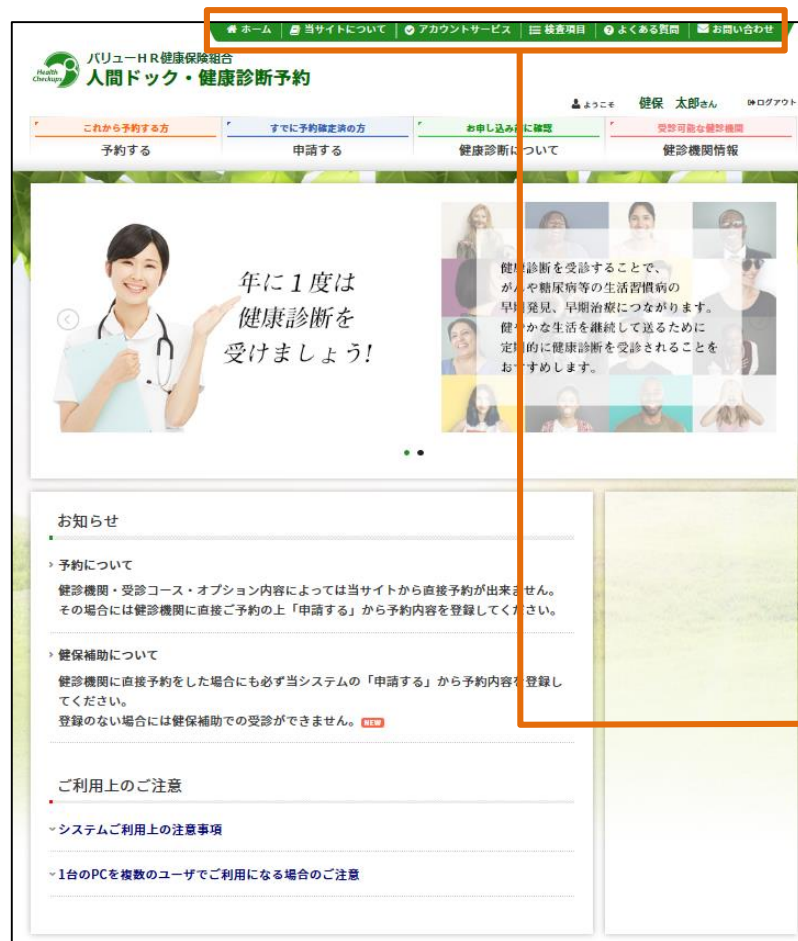 ホーム 当サイトについて アカウントサービス 検査項目 よくある質問 お問い合わせ
バリューHR健康保険組合
Health Checkups
人間ドック・健康診断予約
ようこそ 健保 太郎さん ログアウト
これから予約する方 すでに予約確定済の方 お申し込み前に確認 受診可能な健診機関
予約する 申請する 健康診断について 健診機関情報
年に1度は
健康診断を
受けましょう!
健康診断を受診することで、
がんや糖尿病等の生活習慣病の
早期発見、早期治療につながります。
健やかな生活を継続して送るために
定期的に健康診断を受診されることを
おすすめします。
お知らせ
予約について
健診機関・受診コース・オプション内容によっては当サイトから直接予約が出来ません。
その場合には健診機関に直接ご予約の上「申請する」から予約内容を登録してください。
健保補助について
健診機関に直接予約をした場合にも必ず当システムの「申請する」から予約内容を登録し
てください。
登録のない場合には健保補助での受診ができません。 NEW
ご利用上のご注意
システムご利用上の注意事項
1台のPCを複数のユーザでご利用になる場合のご注意